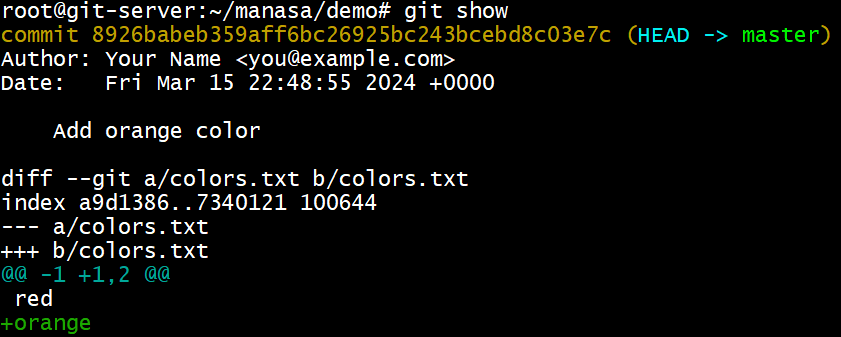 root@git-server:~/manasa/demo# git show
commit 8926babeb359aff6bc26925bc243bcebd8c03e7c (HEAD -> master)
Author: Your Name <you@example.com>
Date:   Fri Mar 15 22:48:55 2024 +0000

    Add orange color

diff --git a/colors.txt b/colors.txt
index a9d1386..7340121 100644
--- a/colors.txt
+++ b/colors.txt
@@ -1 +1,2 @@
 red
+orange